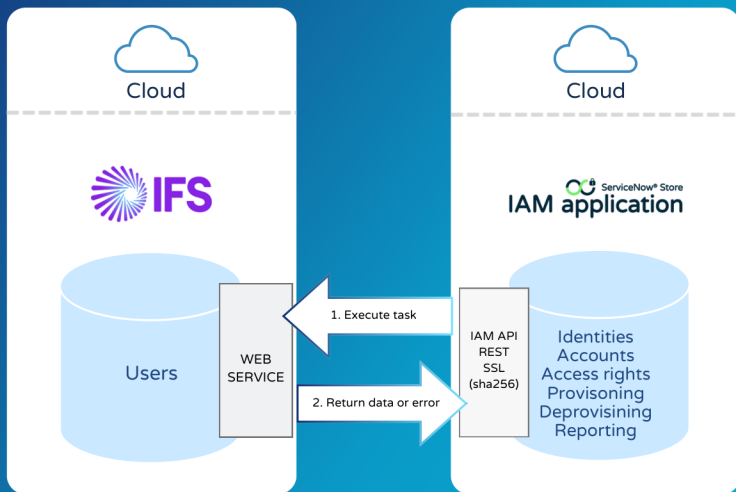 Cloud
IFS
Users
WEB
SERVICE
1. Execute task
2. Return data or error
Cloud
ServiceNow® Store
IAM application
IAM API
REST
SSL
(sha256)
Identities
Accounts
Access rights
Provisoning
Deprovisining
Reporting